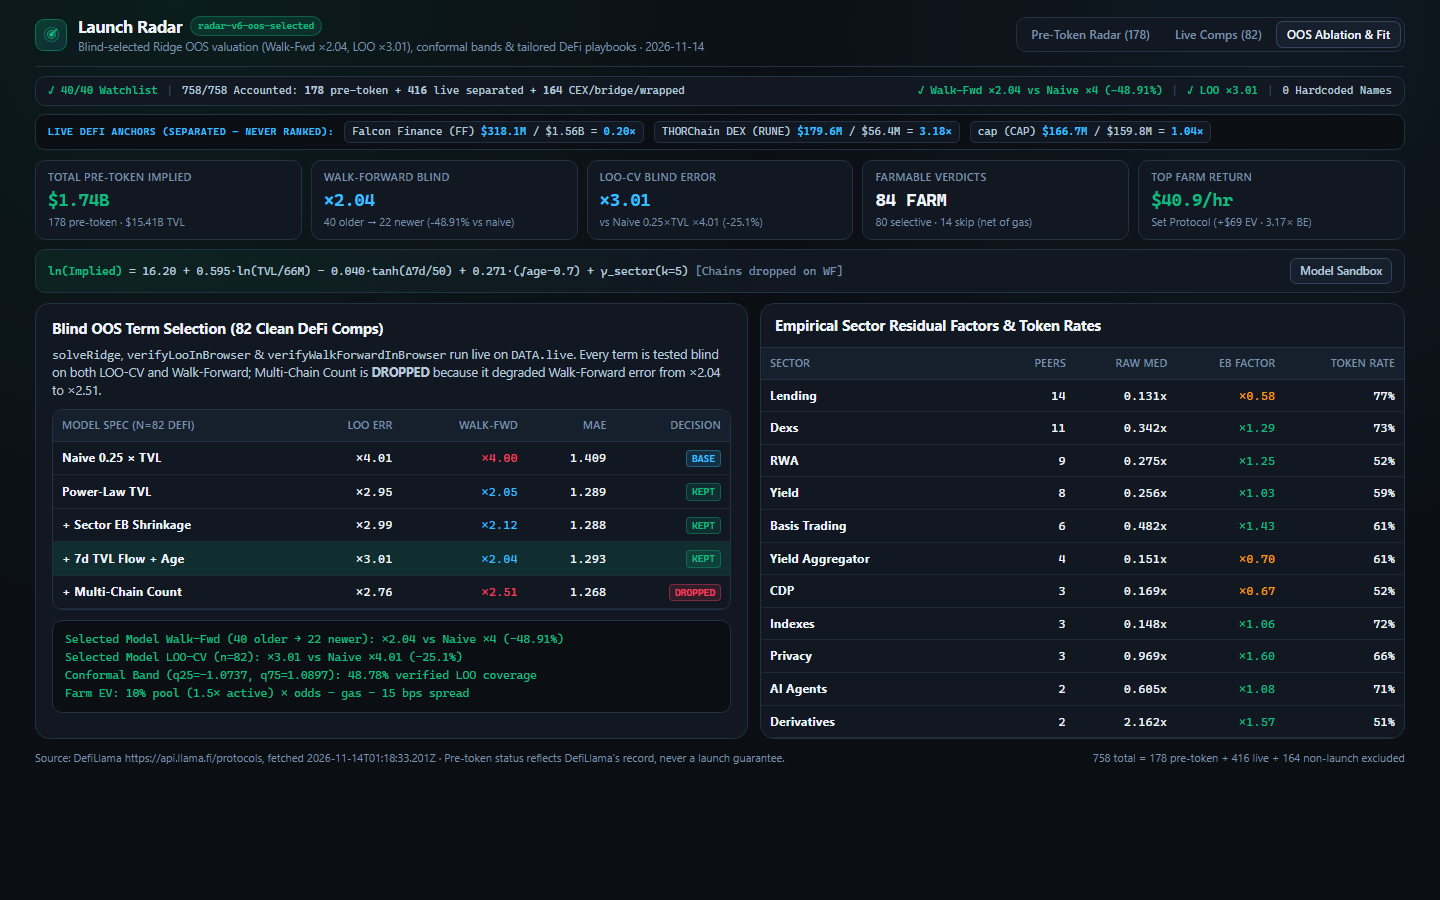 Launch Radar radar-v6-oos-selected
Blind-selected Ridge OOS valuation (Walk-Fwd ×2.04, LOO ×3.01), conformal bands & tailored DeFi playbooks · 2026-11-14
Pre-Token Radar (178) Live Comps (82) OOS Ablation & Fit
✓ 40/40 Watchlist | 758/758 Accounted: 178 pre-token + 416 live separated + 164 CEX/bridge/wrapped
✓ Walk-Fwd ×2.04 vs Naive ×4 (−48.91%) | ✓ LOO ×3.01 | 0 Hardcoded Names
LIVE DEFI ANCHORS (SEPARATED — NEVER RANKED): Falcon Finance (FF) $318.1M / $1.56B = 0.20× THORChain DEX (RUNE) $179.6M / $56.4M = 3.18× cap (CAP) $166.7M / $159.8M = 1.04×
TOTAL PRE-TOKEN IMPLIED
$1.74B
178 pre-token · $15.41B TVL
WALK-FORWARD BLIND
×2.04
40 older → 22 newer (-48.91% vs naive)
LOO-CV BLIND ERROR
×3.01
vs Naive 0.25×TVL ×4.01 (-25.1%)
FARMABLE VERDICTS
84 FARM
80 selective · 14 skip (net of gas)
TOP FARM RETURN
$40.9/hr
Set Protocol (+$69 EV · 3.17× BE)
ln(Implied) = 16.20 + 0.595·ln(TVL/66M) − 0.040·tanh(Δ7d/50) + 0.271·(√age−0.7) + γ_sector(k=5) [Chains dropped on WF]
Model Sandbox
Blind OOS Term Selection (82 Clean DeFi Comps)
solveRidge, verifyLooInBrowser & verifyWalkForwardInBrowser run live on DATA.live. Every term is tested blind
on both LOO-CV and Walk-Forward; Multi-Chain Count is DROPPED because it degraded Walk-Forward error from ×2.04
to ×2.51.
MODEL SPEC (N=82 DEFI) LOO ERR WALK-FWD MAE DECISION
Naive 0.25 × TVL ×4.01 ×4.00 1.409 BASE
Power-Law TVL ×2.95 ×2.05 1.289 KEPT
+ Sector EB Shrinkage ×2.99 ×2.12 1.288 KEPT
+ 7d TVL Flow + Age ×3.01 ×2.04 1.293 KEPT
+ Multi-Chain Count ×2.76 ×2.51 1.268 DROPPED
Selected Model Walk-Fwd (40 older → 22 newer): ×2.04 vs Naive ×4 (−48.91%)
Selected Model LOO-CV (n=82): ×3.01 vs Naive ×4.01 (−25.1%)
Conformal Band (q25=−1.0737, q75=1.0897): 48.78% verified LOO coverage
Farm EV: 10% pool (1.5× active) × odds − gas − 15 bps spread
Empirical Sector Residual Factors & Token Rates
SECTOR PEERS RAW MED EB FACTOR TOKEN RATE
Lending 14 0.131x ×0.58 77%
Dexs 11 0.342x ×1.29 73%
RWA 9 0.275x ×1.25 52%
Yield 8 0.256x ×1.03 59%
Basis Trading 6 0.482x ×1.43 61%
Yield Aggregator 4 0.151x ×0.70 61%
CDP 3 0.169x ×0.67 52%
Indexes 3 0.148x ×1.06 72%
Privacy 3 0.969x ×1.60 66%
AI Agents 2 0.605x ×1.08 71%
Derivatives 2 2.162x ×1.57 51%
Source: DefiLlama https://api.llama.fi/protocols, fetched 2026-11-14T01:18:33.201Z · Pre-token status reflects DefiLlama's record, never a launch guarantee.
758 total = 178 pre-token + 416 live + 164 non-launch excluded